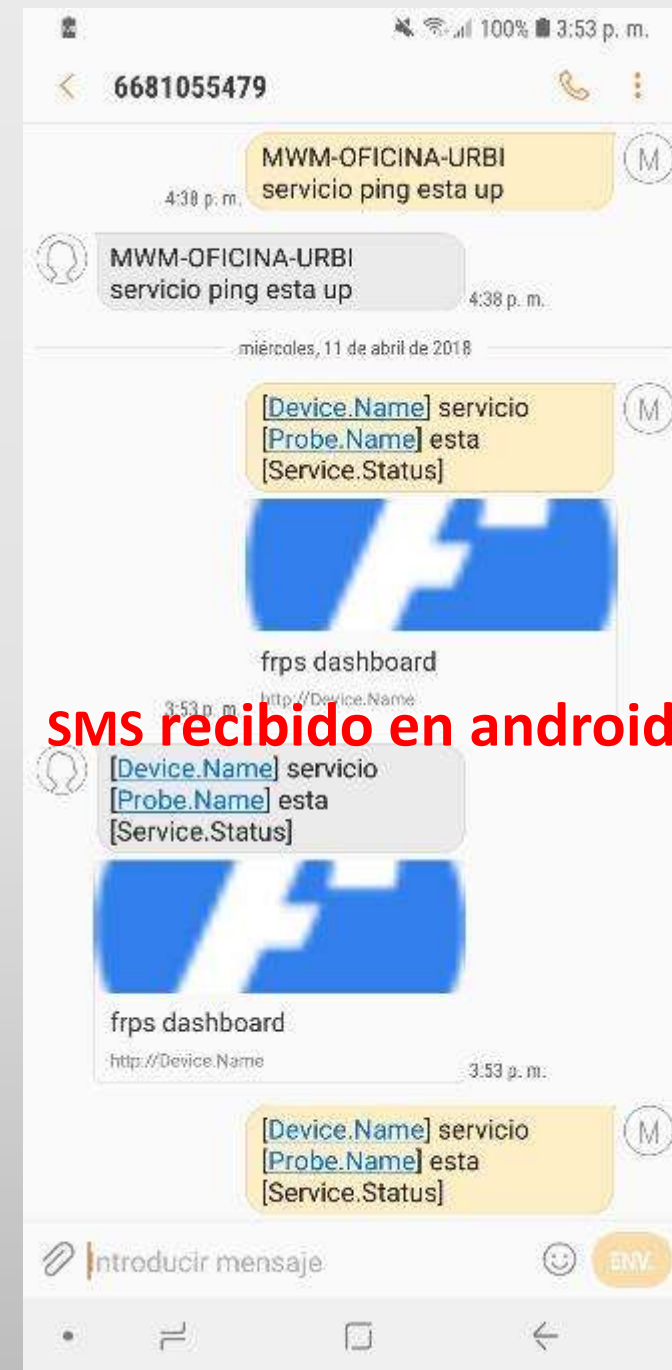 100% 3:53 p. m.
6681055479
MWM-OFICINA-URBI
servicio ping esta up
4:38 p. m.
M
MWM-OFICINA-URBI
servicio ping esta up
4:38 p. m.
miércoles, 11 de abril de 2018
[Device.Name] servicio
[Probe.Name] esta
[Service.Status]
M
frps dashboard
http://Device.Name
3:53 p. m.
SMS recibido en android
[Device.Name] servicio
[Probe.Name] esta
[Service.Status]
frps dashboard
http://Device.Name
3:53 p. m.
[Device.Name] servicio
[Probe.Name] esta
[Service.Status]
M
Introducir mensaje
ENV.